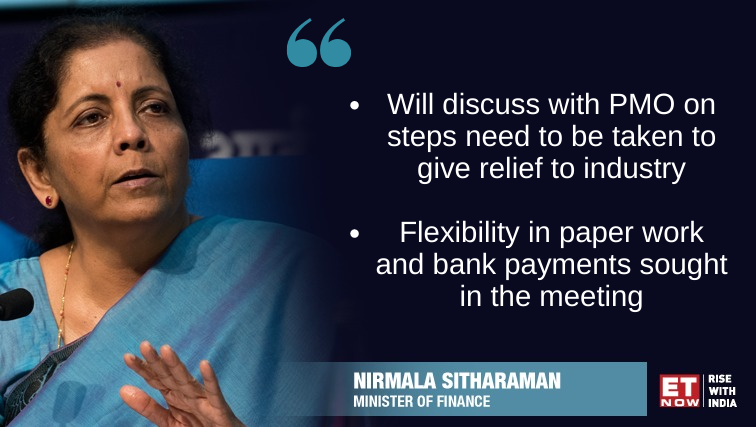 • Will discuss with PMO on
steps need to be taken to
give relief to industry
• Flexibility in paper work
and bank payments sought
in the meeting
NIRMALA SITHARAMAN
MINISTER OF FINANCE
ET
NOW
RISE
WITH
INDIA